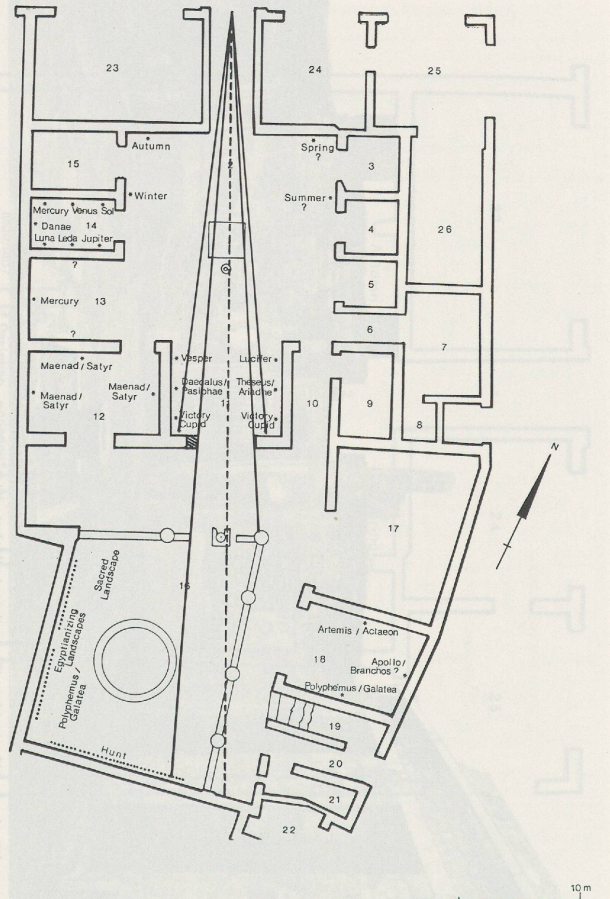 23
24
25
Autumn
Spring
?
15
2
3
Winter
Summer
?
Mercury Venus Sol
Danae 14
Luna Leda Jupiter
4
26
?
5
Mercury 13
6
?
7
Maenad/Satyr
Vesper
Lucifer
Maenad/
Satyr
Maenad/
Satyr
Daedalus/
Pasiphae
Theseus/
Ariadne
11
10
9
12
Victory
Cupid
Victory
Cupid
8
N
17
Sacred
Landscape
16
Egyptianizing
Landscapes
Polyphemus/
Galatea
Artemis / Actaeon
18
Apollo/
Branchos ?
Polyphemus/Galatea
19
Hunt
20
21
22
10 m